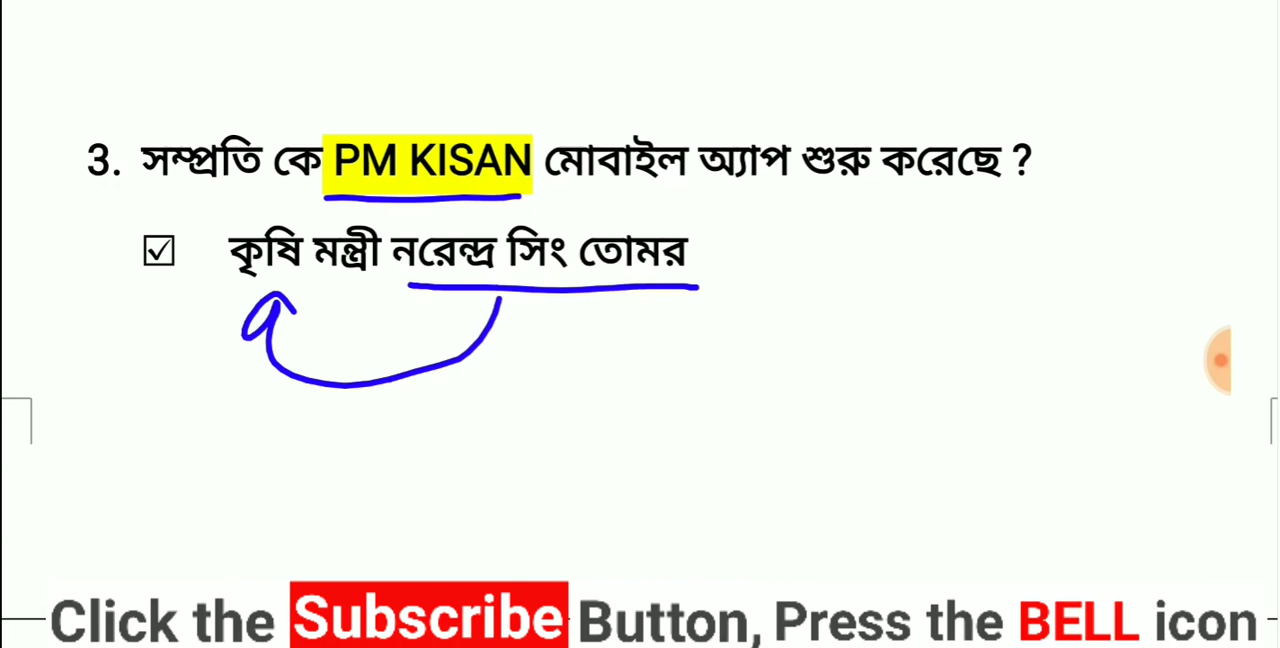 3. সম্প্রতি কে PM KISAN মোবাইল অ্যাপ শুরু করেছে ?
☑ কৃষি মন্ত্রী নরেন্দ্র সিং তোমর
Click the Subscribe Button, Press the BELL icon